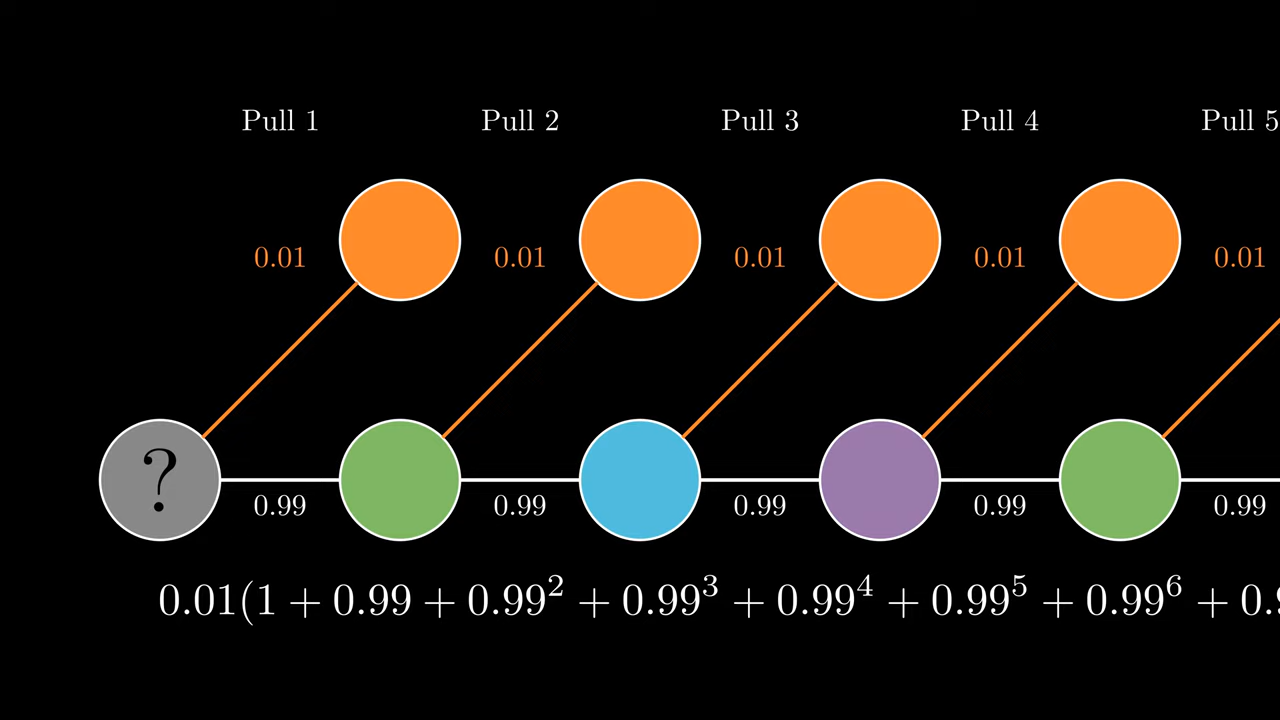 Pull 1 Pull 2 Pull 3 Pull 4 Pull 5
0.01 0.01 0.01 0.01 0.01
?
0.99 0.99 0.99 0.99 0.99
0.01(1 + 0.99 + 0.99² + 0.99³ + 0.99⁴ + 0.99⁵ + 0.99⁶ +